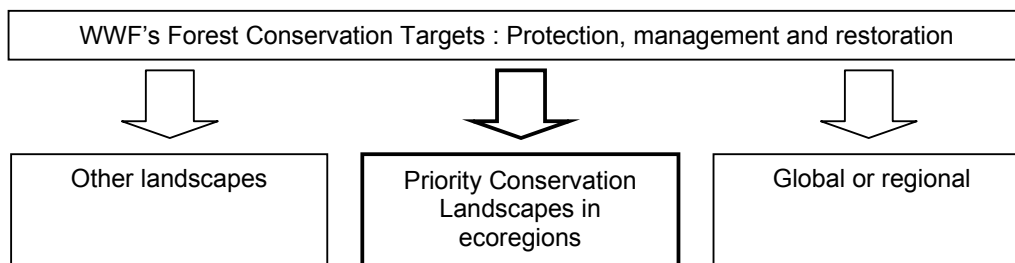 WWF’s Forest Conservation Targets : Protection, management and restoration
Other landscapes
Priority Conservation
Landscapes in
ecoregions
Global or regional